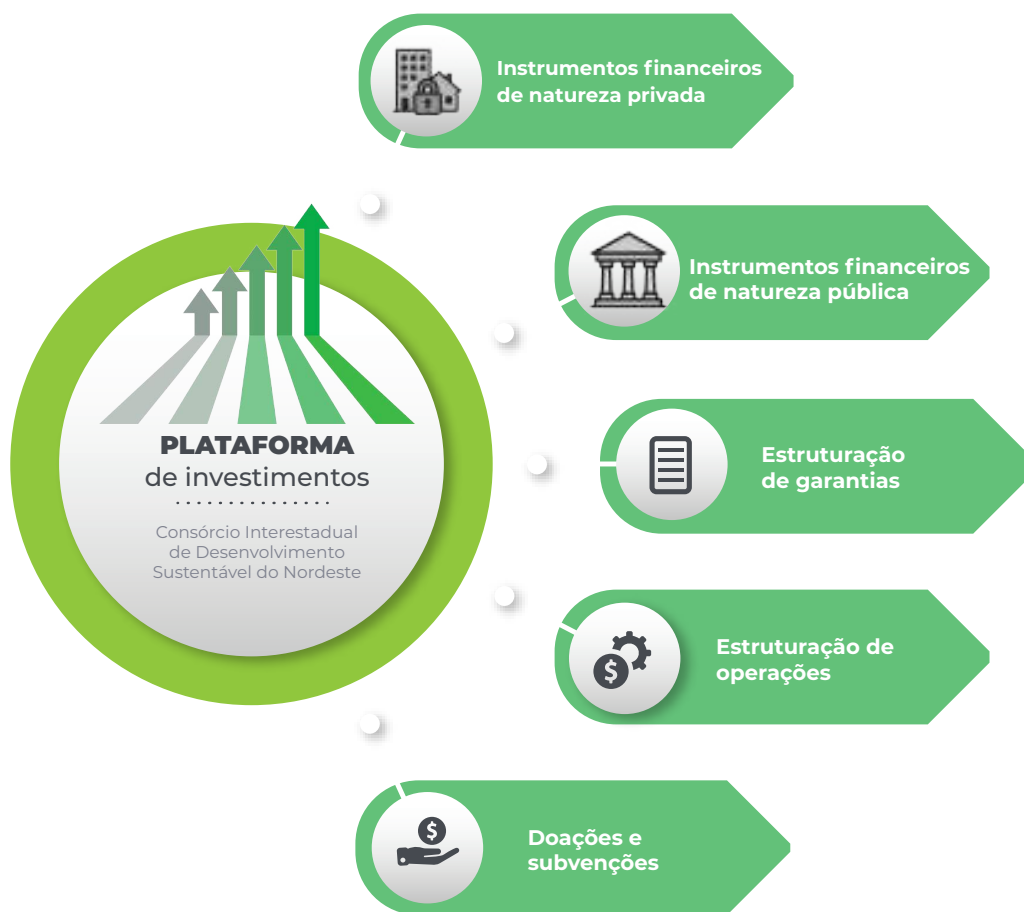 Instrumentos financeiros
de natureza privada
Instrumentos financeiros
de natureza pública
PLATAFORMA
de investimentos
Consórcio Interestadual
de Desenvolvimento
Sustentável do Nordeste
Estruturação
de garantias
Estruturação de
operações
$
Doações e
subvenções
$